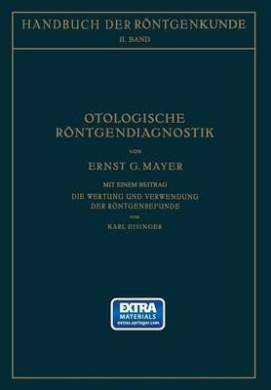 HANDBUCH DER RÖNTGENKUNDE
II. BAND
OTOLOGISCHE
RÖNTGENDIAGNOSTIK
VON
ERNST G. MAYER
MIT EINEM BEITRAG
DIE WERTUNG UND VERWENDUNG
DER RÖNTGENBEFUNDE
VON
KARL EISINGER
EXTRA
MATERIALS
extras.springer.com